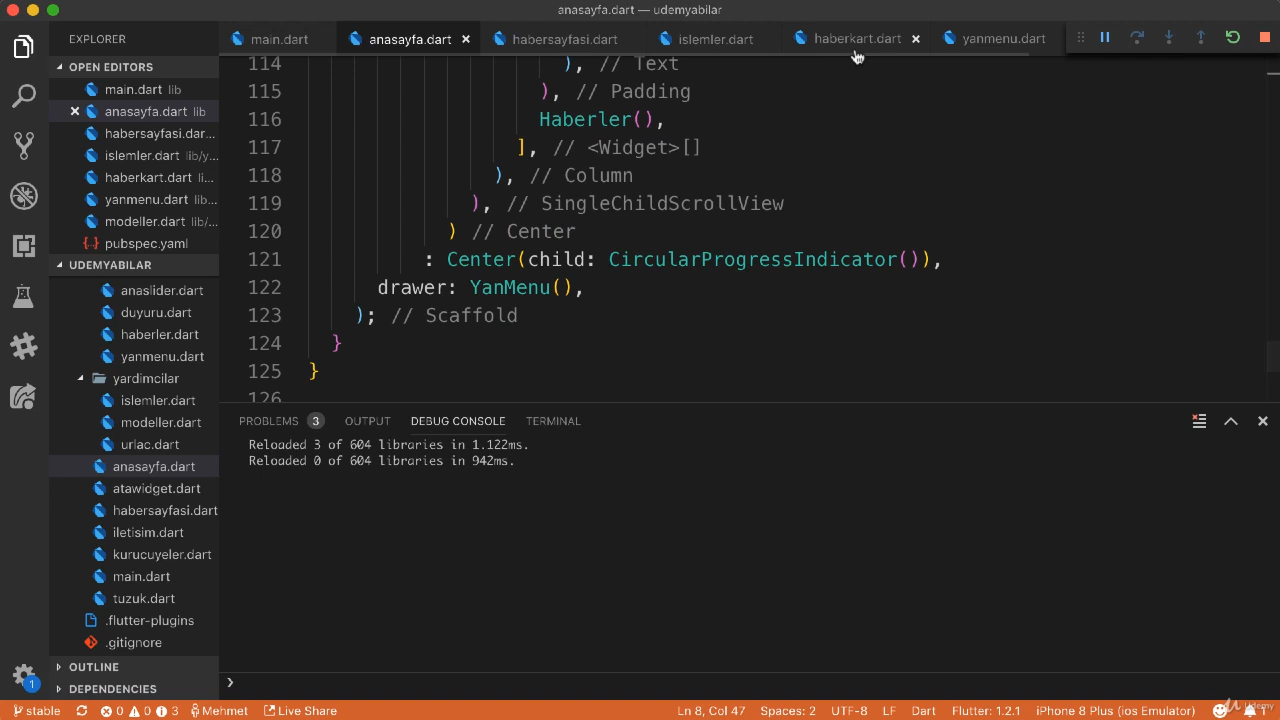 anasayfa.dart — udemyabilar
EXPLORER
main.dart
anasayfa.dart
habersayfasi.dart
islemler.dart
haberkart.dart
yanmenu.dart
OPEN EDITORS
main.dart lib
anasayfa.dart lib
habersayfasi.dar...
islemler.dart lib/y...
haberkart.dart li...
yanmenu.dart lib...
modeller.dart lib/...
{.} pubspec.yaml
UDEMYABILAR
anaslider.dart
duyuru.dart
haberler.dart
yanmenu.dart
yardimcilar
islemler.dart
modeller.dart
urlac.dart
anasayfa.dart
atawidget.dart
habersayfasi.dart
iletisim.dart
kurucuyeler.dart
main.dart
tuzuk.dart
.flutter-plugins
.gitignore
OUTLINE
DEPENDENCIES
114 ), // Text
115 ), // Padding
116 Haberler(),
117 ], // <Widget>[]
118 ), // Column
119 ), // SingleChildScrollView
120 ) // Center
121 : Center(child: CircularProgressIndicator()),
122 drawer: YanMenu(),
123 ); // Scaffold
124 }
125 }
126
PROBLEMS 3 OUTPUT DEBUG CONSOLE TERMINAL
Reloaded 3 of 604 libraries in 1.122ms.
Reloaded 0 of 604 libraries in 942ms.
1
stable 0 0 3 Mehmet Live Share Ln 8, Col 47 Spaces: 2 UTF-8 LF Dart Flutter: 1.2.1 iPhone 8 Plus (ios Emulator) 1
Udemy